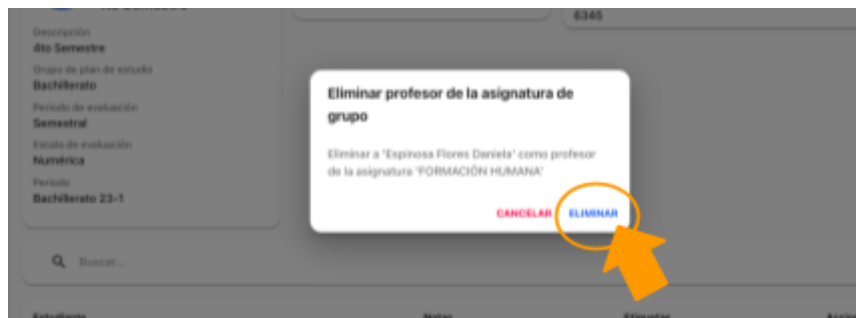 4to Semestre
6345
Descripción
4to Semestre
Grupo de plan de estudio
Bachillerato
Periodo de evaluación
Semestral
Escala de evaluación
Numérica
Periodo
Bachillerato 23-1
Eliminar profesor de la asignatura de
grupo
Eliminar a 'Espinosa Flores Daniela' como profesor
de la asignatura 'FORMACIÓN HUMANA'
CANCELAR ELIMINAR
Buscar...
Estudiante Notas Etiquetas